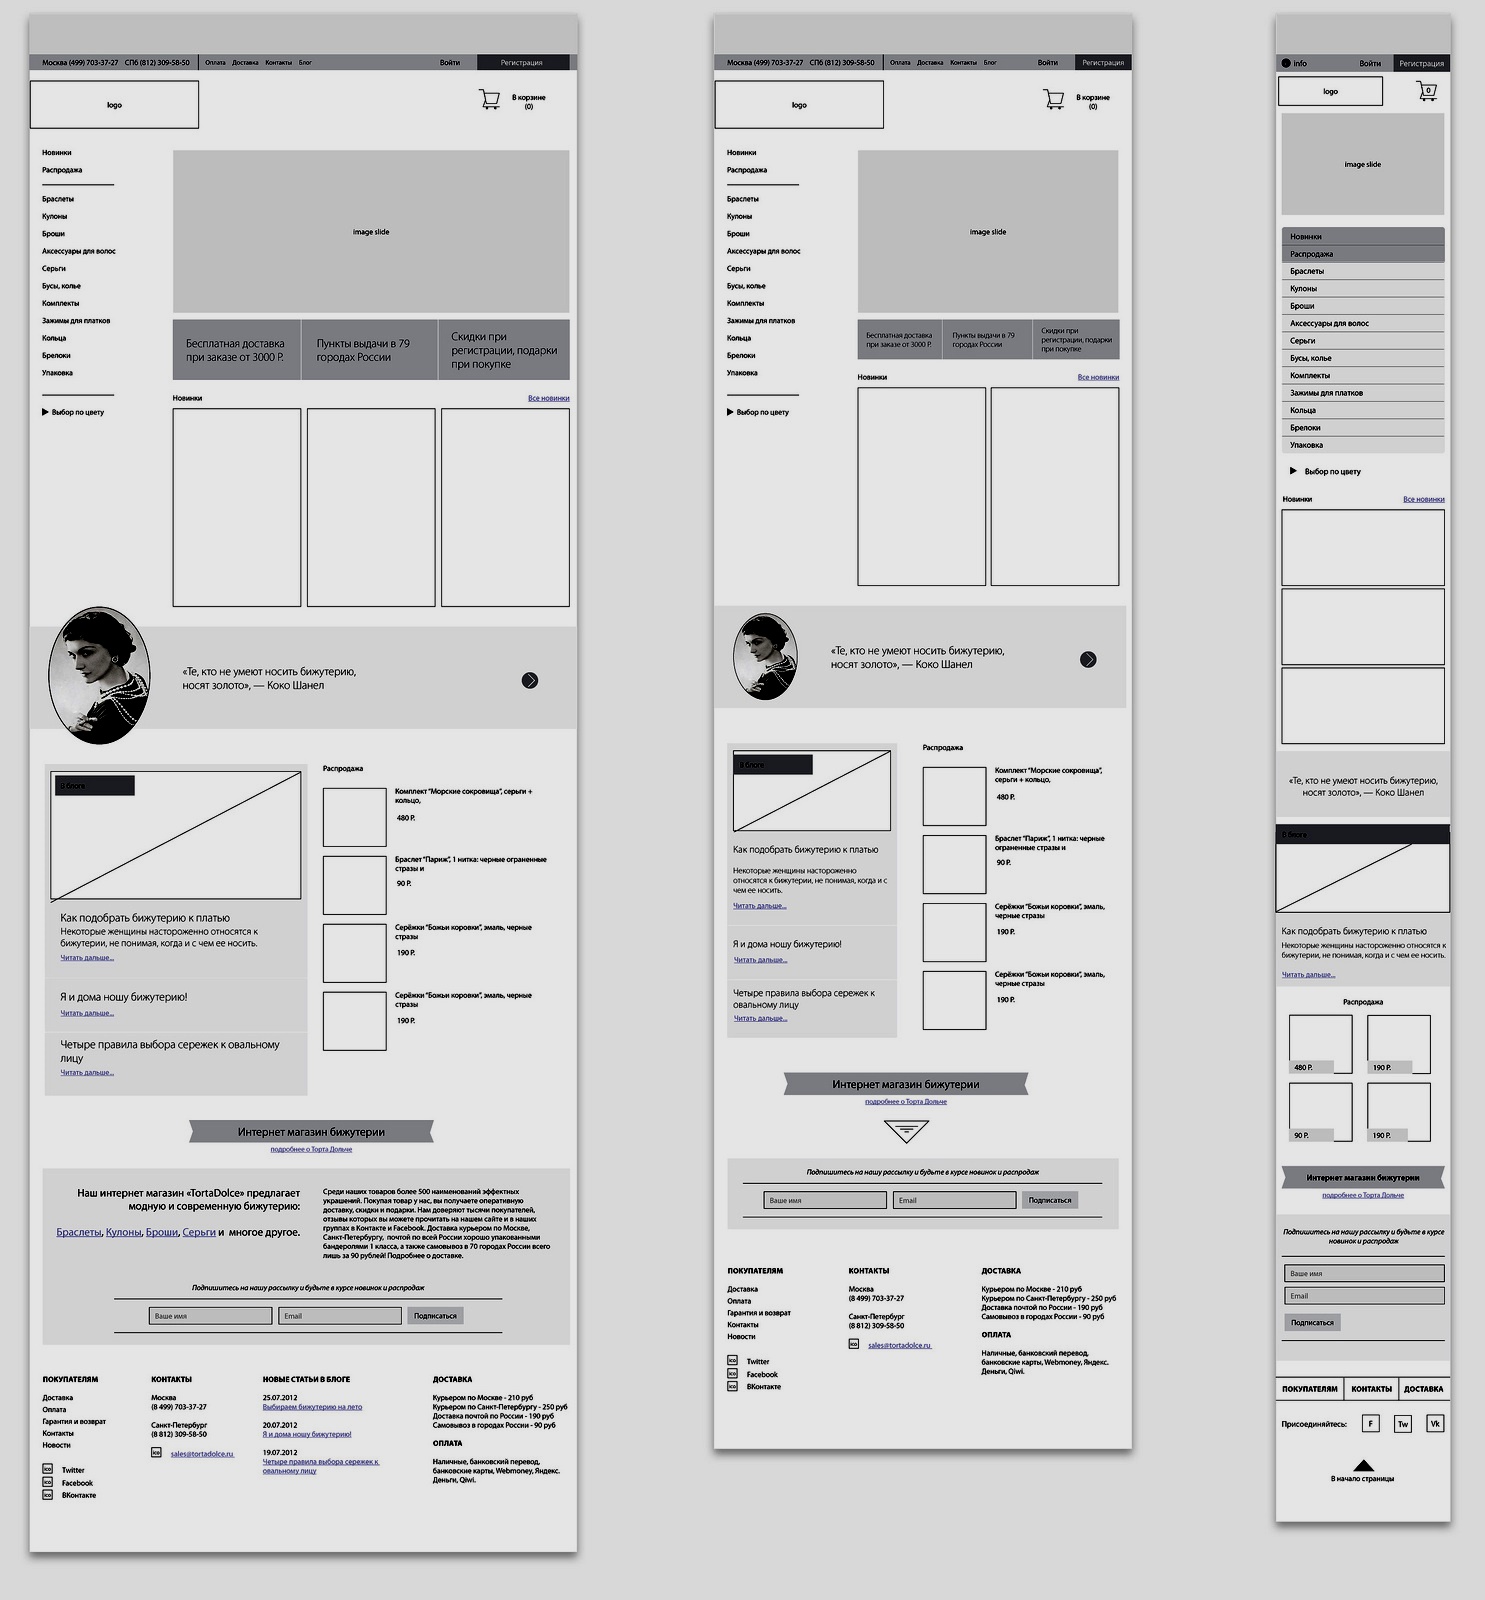 Москва (499) 703-37-27 СПб (812) 309-58-50 Оплата Доставка Контакты Блог Войти Регистрация
logo
В корзине
(0)
Новинки
Распродажа
Браслеты
Кулоны
Броши
Аксессуары для волос
Серьги
Бусы, колье
Комплекты
Зажимы для платков
Кольца
Брелоки
Упаковка
Выбор по цвету
image slide
Бесплатная доставка
при заказе от 3000 Р.
Пункты выдачи в 79
городах России
Скидки при
регистрации, подарки
при покупке
Новинки Все новинки
«Те, кто не умеют носить бижутерию,
носят золото», — Коко Шанел
В блоге
Как подобрать бижутерию к платью
Некоторые женщины настороженно относятся к
бижутерии, не понимая, когда и с чем ее носить.
Читать дальше...
Я и дома ношу бижутерию!
Читать дальше...
Четыре правила выбора сережек к овальному
лицу
Читать дальше...
Распродажа
Комплект "Морские сокровища", серьги +
кольцо,
480 Р.
Браслет "Париж", 1 нитка: черные ограненные
стразы и
90 Р.
Серёжки "Божьи коровки", эмаль, черные
стразы
190 Р.
Серёжки "Божьи коровки", эмаль, черные
стразы
190 Р.
Интернет магазин бижутерии
подробнее о Торта Дольче
Наш интернет магазин «TortaDolce» предлагает
модную и современную бижутерию:
Браслеты, Кулоны, Броши, Серьги и многое другое.
Среди наших товаров более 500 наименований эффектных
украшений. Покупая товар у нас, вы получаете оперативную
доставку, скидки и подарки. Нам доверяют тысячи покупателей,
отзывы которых вы можете прочитать на нашем сайте и в наших
группах в Контакте и Facebook. Доставка курьером по Москве,
Санкт-Петербургу, почтой по всей России хорошо упакованными
бандеролями 1 класса, а также самовывоз в 70 городах России всего
лишь за 90 рублей! Подробнее о доставке.
Подпишитесь на нашу рассылку и будьте в курсе новинок и распродаж
Ваше имя Email Подписаться
ПОКУПАТЕЛЯМ
Доставка
Оплата
Гарантия и возврат
Контакты
Новости
ico Twitter
ico Facebook
ico ВКонтакте
КОНТАКТЫ
Москва
(8 499) 703-37-27
Санкт-Петербург
(8 812) 309-58-50
ico sales@tortadolce.ru
НОВЫЕ СТАТЬИ В БЛОГЕ
25.07.2012
Выбираем бижутерию на лето
20.07.2012
Я и дома ношу бижутерию!
19.07.2012
Четыре правила выбора сережек к
овальному лицу
ДОСТАВКА
Курьером по Москве - 210 руб
Курьером по Санкт-Петербургу - 250 руб
Доставка почтой по России - 190 руб
Самовывоз в городах России - 90 руб
ОПЛАТА
Наличные, банковский перевод,
банковские карты, Webmoney, Яндекс.
Деньги, Qiwi.
Москва (499) 703-37-27 СПб (812) 309-58-50 Оплата Доставка Контакты Блог Войти Регистрация
logo
В корзине
(0)
Новинки
Распродажа
Браслеты
Кулоны
Броши
Аксессуары для волос
Серьги
Бусы, колье
Комплекты
Зажимы для платков
Кольца
Брелоки
Упаковка
Выбор по цвету
image slide
Бесплатная доставка
при заказе от 3000 Р.
Пункты выдачи в 79
городах России
Скидки при
регистрации, подарки
при покупке
Новинки Все новинки
«Те, кто не умеют носить бижутерию,
носят золото», — Коко Шанел
В блоге
Как подобрать бижутерию к платью
Некоторые женщины настороженно
относятся к бижутерии, не понимая, когда и с
чем ее носить.
Читать дальше...
Я и дома ношу бижутерию!
Читать дальше...
Четыре правила выбора сережек к
овальному лицу
Читать дальше...
Распродажа
Комплект "Морские сокровища",
серьги + кольцо,
480 Р.
Браслет "Париж", 1 нитка: черные
ограненные стразы и
90 Р.
Серёжки "Божьи коровки", эмаль,
черные стразы
190 Р.
Серёжки "Божьи коровки", эмаль,
черные стразы
190 Р.
Интернет магазин бижутерии
подробнее о Торта Дольче
Подпишитесь на нашу рассылку и будьте в курсе новинок и распродаж
Ваше имя Email Подписаться
ПОКУПАТЕЛЯМ
Доставка
Оплата
Гарантия и возврат
Контакты
Новости
ico Twitter
ico Facebook
ico ВКонтакте
КОНТАКТЫ
Москва
(8 499) 703-37-27
Санкт-Петербург
(8 812) 309-58-50
ico sales@tortadolce.ru
ДОСТАВКА
Курьером по Москве - 210 руб
Курьером по Санкт-Петербургу - 250 руб
Доставка почтой по России - 190 руб
Самовывоз в городах России - 90 руб
ОПЛАТА
Наличные, банковский перевод,
банковские карты, Webmoney, Яндекс.
Деньги, Qiwi.
info Войти Регистрация
logo 0
image slide
Новинки
Распродажа
Браслеты
Кулоны
Броши
Аксессуары для волос
Серьги
Бусы, колье
Комплекты
Зажимы для платков
Кольца
Брелоки
Упаковка
Выбор по цвету
Новинки Все новинки
«Те, кто не умеют носить бижутерию,
носят золото», — Коко Шанел
В блоге
Как подобрать бижутерию к платью
Некоторые женщины настороженно относятся к
бижутерии, не понимая, когда и с чем ее носить.
Читать дальше...
Распродажа
480 Р. 190 Р.
90 Р. 190 Р.
Интернет магазин бижутерии
подробнее о Торта Дольче
Подпишитесь на нашу рассылку и будьте в курсе
новинок и распродаж
Ваше имя
Email
Подписаться
ПОКУПАТЕЛЯМ КОНТАКТЫ ДОСТАВКА
Присоединяйтесь: F Tw Vk
В начало страницы